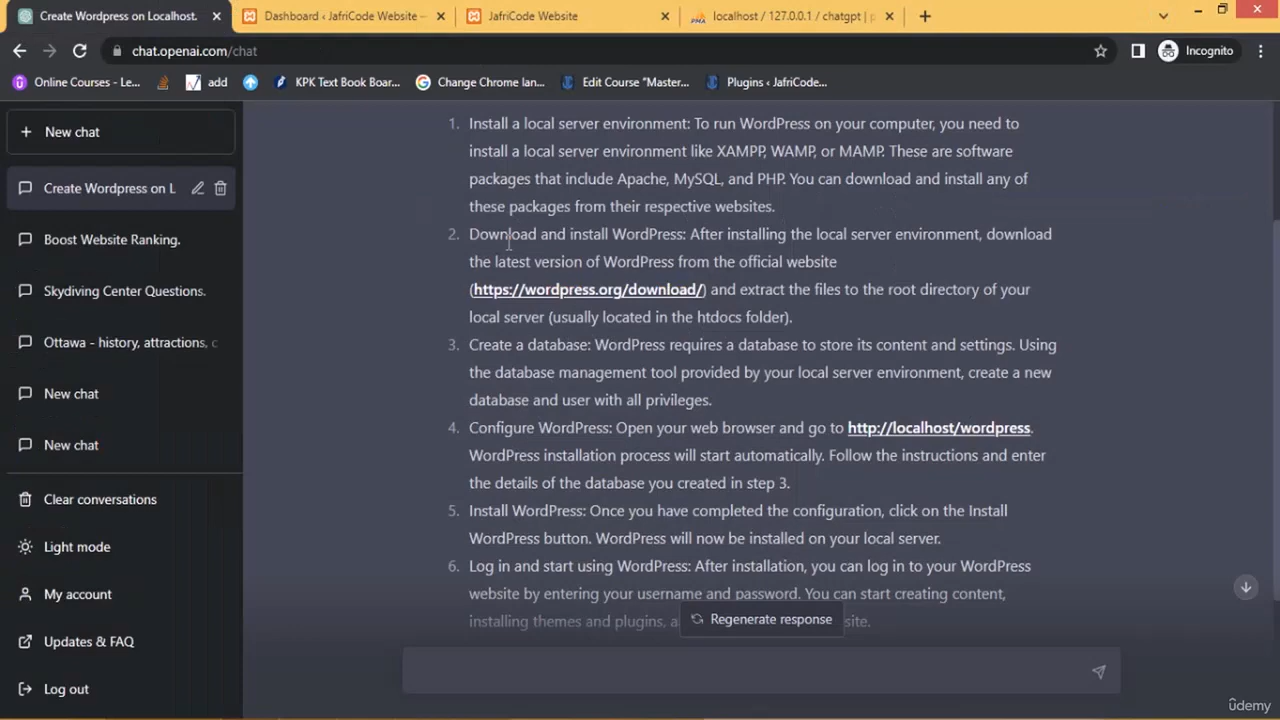 Create Wordpress on Localhost.
Dashboard ‹ JafriCode Website –
JafriCode Website
localhost / 127.0.0.1 / chatgpt | p
chat.openai.com/chat
Incognito
Online Courses - Le...
add
KPK Text Book Boar...
Change Chrome lan...
Edit Course "Master...
Plugins ‹ JafriCode...
New chat
Create Wordpress on L
Boost Website Ranking.
Skydiving Center Questions.
Ottawa - history, attractions, c
New chat
New chat
Clear conversations
Light mode
My account
Updates & FAQ
Log out
1. Install a local server environment: To run WordPress on your computer, you need to
install a local server environment like XAMPP, WAMP, or MAMP. These are software
packages that include Apache, MySQL, and PHP. You can download and install any of
these packages from their respective websites.
2. Download and install WordPress: After installing the local server environment, download
the latest version of WordPress from the official website
(https://wordpress.org/download/) and extract the files to the root directory of your
local server (usually located in the htdocs folder).
3. Create a database: WordPress requires a database to store its content and settings. Using
the database management tool provided by your local server environment, create a new
database and user with all privileges.
4. Configure WordPress: Open your web browser and go to http://localhost/wordpress.
WordPress installation process will start automatically. Follow the instructions and enter
the details of the database you created in step 3.
5. Install WordPress: Once you have completed the configuration, click on the Install
WordPress button. WordPress will now be installed on your local server.
6. Log in and start using WordPress: After installation, you can log in to your WordPress
website by entering your username and password. You can start creating content,
installing themes and plugins, a site.
Regenerate response
ûdemy